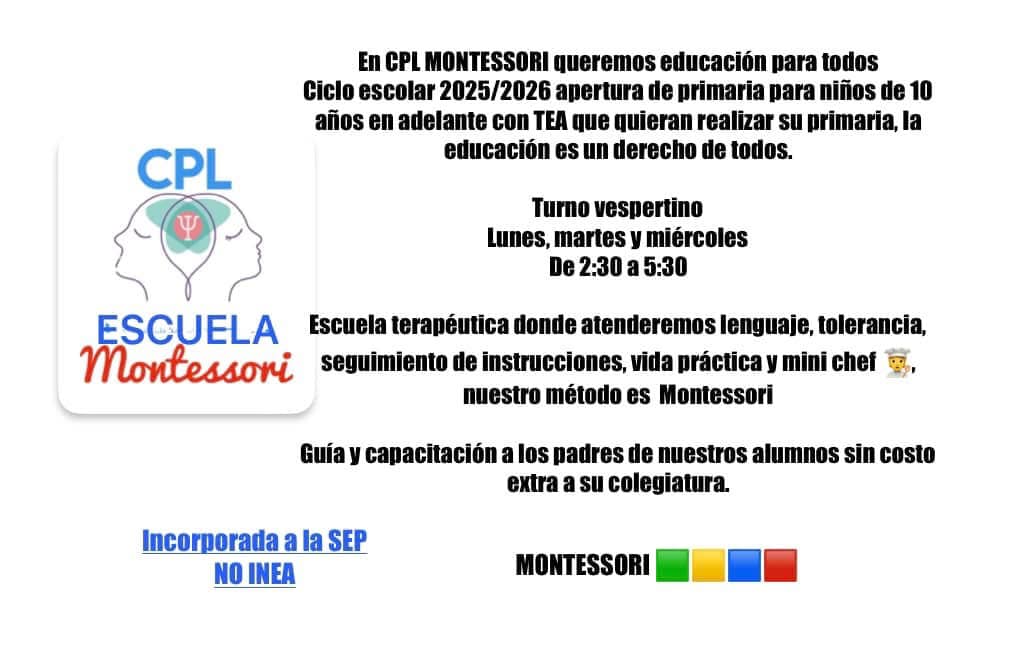 En CPL MONTESSORI queremos educación para todos
Ciclo escolar 2025/2026 apertura de primaria para niños de 10
años en adelante con TEA que quieran realizar su primaria, la
educación es un derecho de todos.
Turno vespertino
Lunes, martes y miércoles
De 2:30 a 5:30
Escuela terapéutica donde atenderemos lenguaje, tolerancia,
seguimiento de instrucciones, vida práctica y mini chef 👨‍🍳,
nuestro método es Montessori
Guía y capacitación a los padres de nuestros alumnos sin costo
extra a su colegiatura.
MONTESSORI 🟩🟨🟦🟥
CPL
Ψ
ESCUELA
Montessori
Incorporada a la SEP
NO INEA